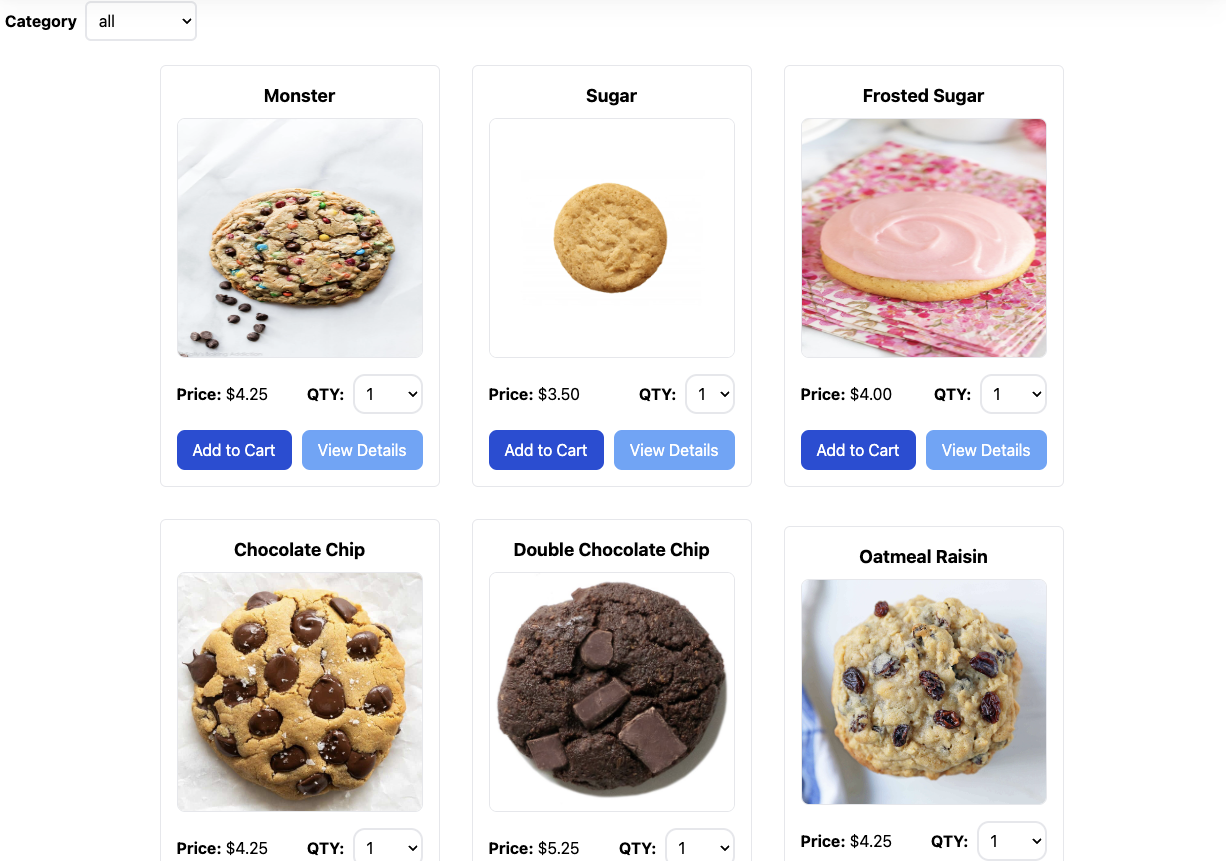 Category all
Monster
Sugar
Frosted Sugar
Price: $4.25 QTY: 1
Price: $3.50 QTY: 1
Price: $4.00 QTY: 1
Add to Cart View Details
Add to Cart View Details
Add to Cart View Details
Chocolate Chip
Double Chocolate Chip
Oatmeal Raisin
Price: $4.25 QTY: 1
Price: $5.25 QTY: 1
Price: $4.25 QTY: 1